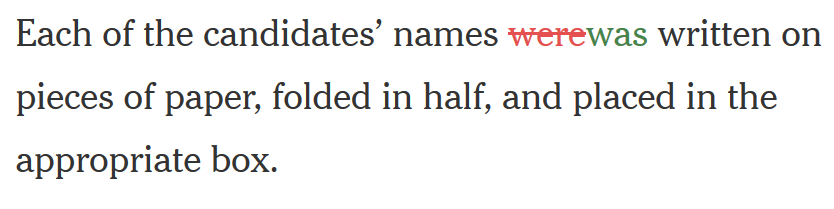 Each of the candidates’ names werewas written on
pieces of paper, folded in half, and placed in the
appropriate box.